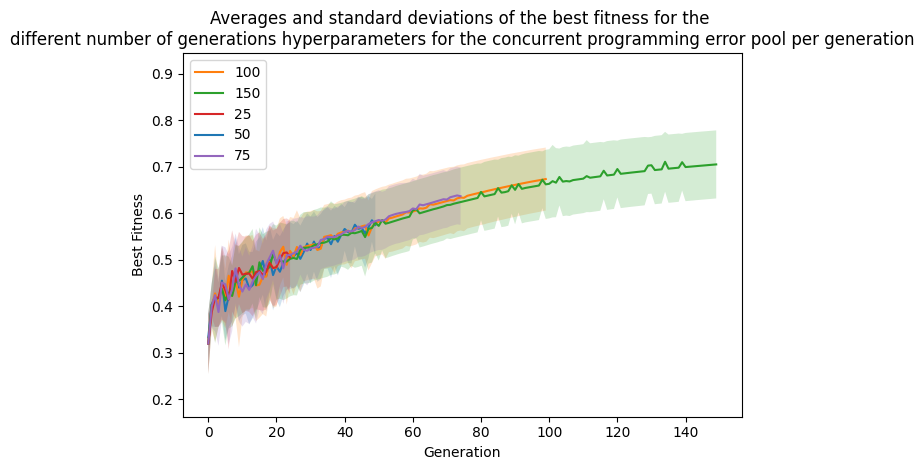 Averages and standard deviations of the best fitness for the
different number of generations hyperparameters for the concurrent programming error pool per generation
100
150
25
50
75
Best Fitness
0.9
0.8
0.7
0.6
0.5
0.4
0.3
0.2
0 20 40 60 80 100 120 140
Generation